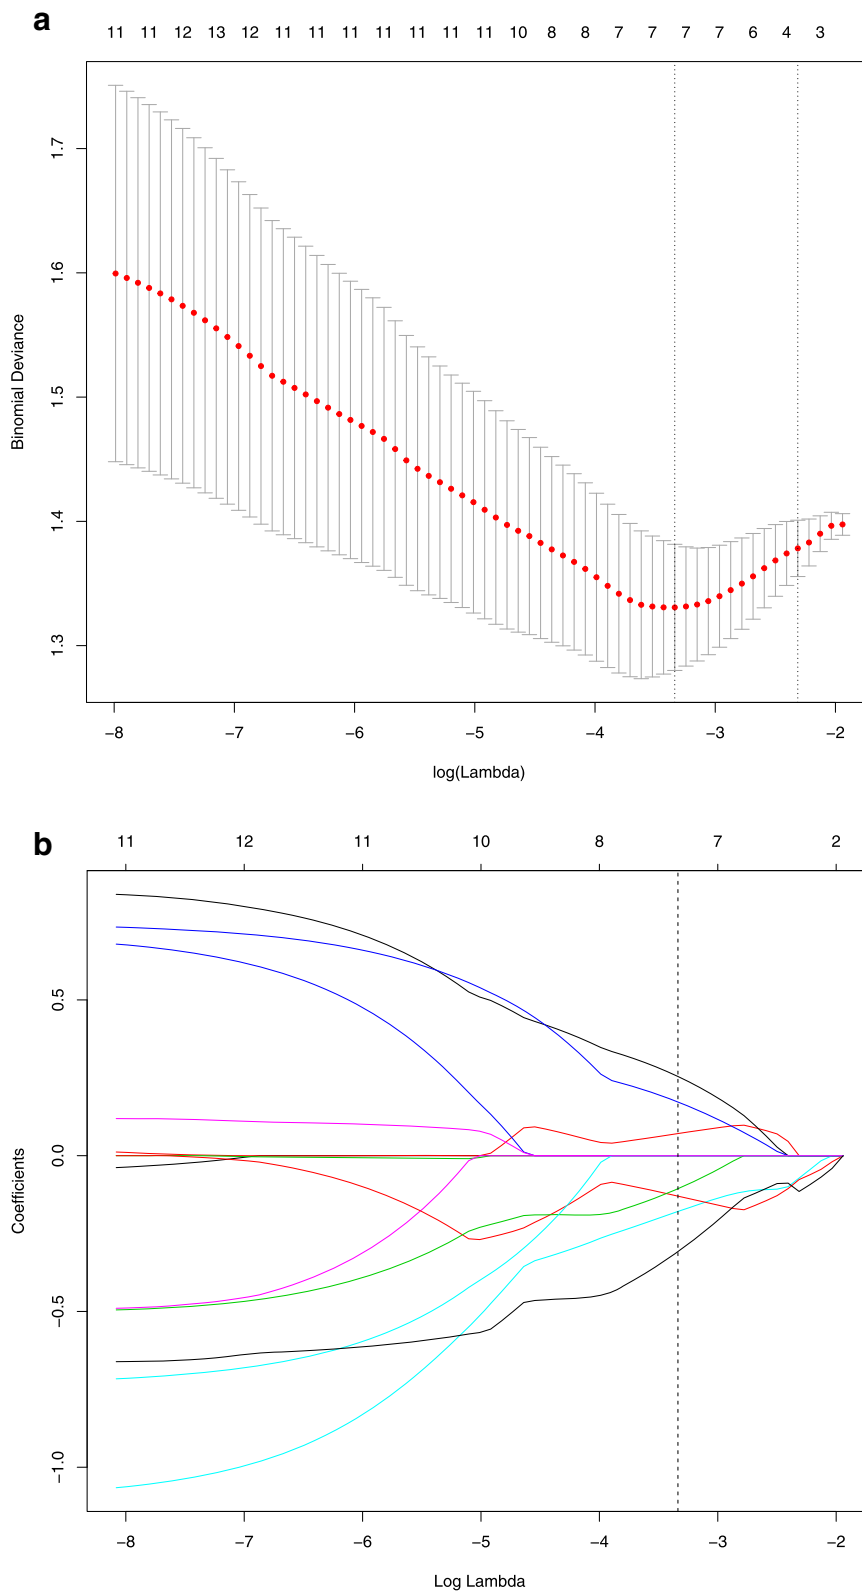 a
11 11 12 13 12 11 11 11 11 11 11 10 8 8 7 7 7 7 6 4 3
Binomial Deviance
1.7
1.6
1.5
1.4
1.3
−8 −7 −6 −5 −4 −3 −2
log(Lambda)
b
11 12 11 10 8 7 2
Coefficients
0.5
0.0
−0.5
−1.0
−8 −7 −6 −5 −4 −3 −2
Log Lambda